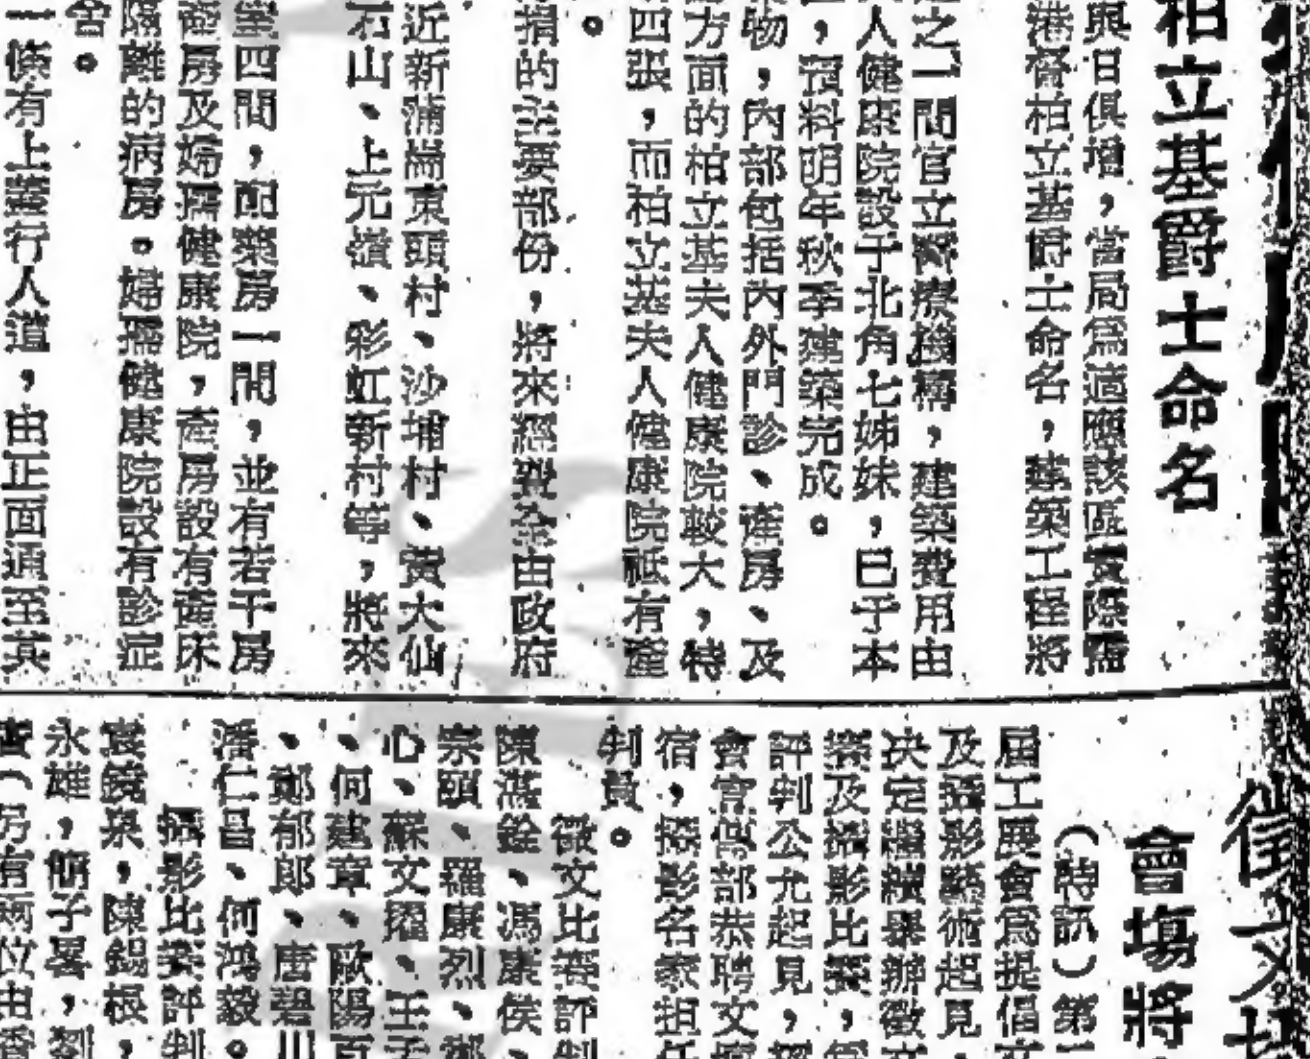 柏立基爵士命名
與日俱增，當局爲適應該區實際需
港督柏立基爵士命名，建築工程將
之一間官立醫療機構，建築費用由
人健康院設于北角七姊妹，已于本
，預料明年秋季建築完成。
物，內部包括內外門診、產房、及
方面的柏立基夫人健康院較大，特
四張，而柏立基夫人健康院祗有產
。
捐的主要部份，將來經費全由政府
近新蒲崗東頭村、沙埔村、黃大仙
石山、上元嶺、彩虹新村等，將來
室四間，配藥房一間，並有若干房
產房及婦孺健康院，產房設有產床
隔離的病房。婦孺健康院設有診症
舍。
一條有上蓋行人道，由正面通至其
徵文
會塲將
（特訊）第
屆工展會爲提倡文
及攝影藝術起見，
決定繼續舉辦徵文
賽及攝影比賽，
評判公允起見，
會宣傳部恭聘文壇
宿，攝影名家担任
判員。
徵文比賽評判
陳湛銓、馮康侯、
宗頤、羅康烈、
心、蘇文擢、王
、何建章、歐陽百
、鄭郁郎、唐碧川
潘仁昌、何鴻毅。
攝影比賽評判
鏡泉，陳錫根，
永雄，簡子畧，劉
）另有兩位由香